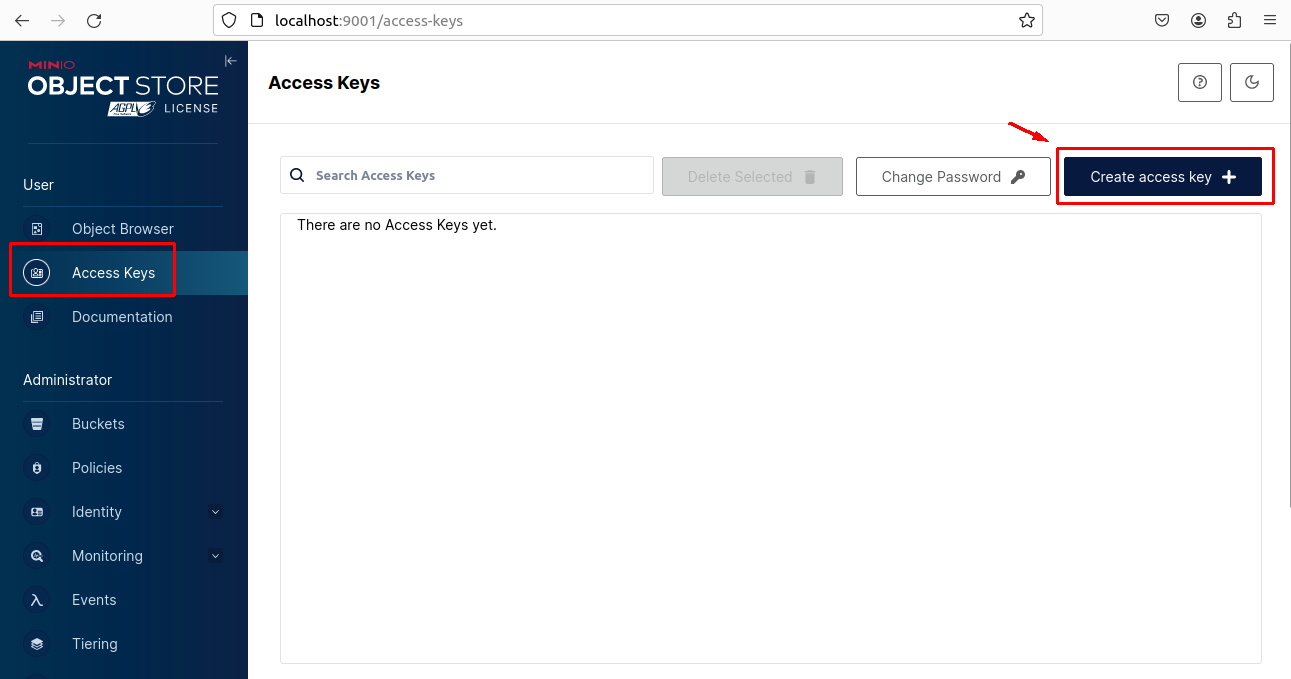 localhost:9001/access-keys
MINIO
OBJECT STORE
AGPLv3 LICENSE
User
Object Browser
Access Keys
Documentation
Administrator
Buckets
Policies
Identity
Monitoring
Events
Tiering
Access Keys
Search Access Keys
Delete Selected
Change Password
Create access key
There are no Access Keys yet.